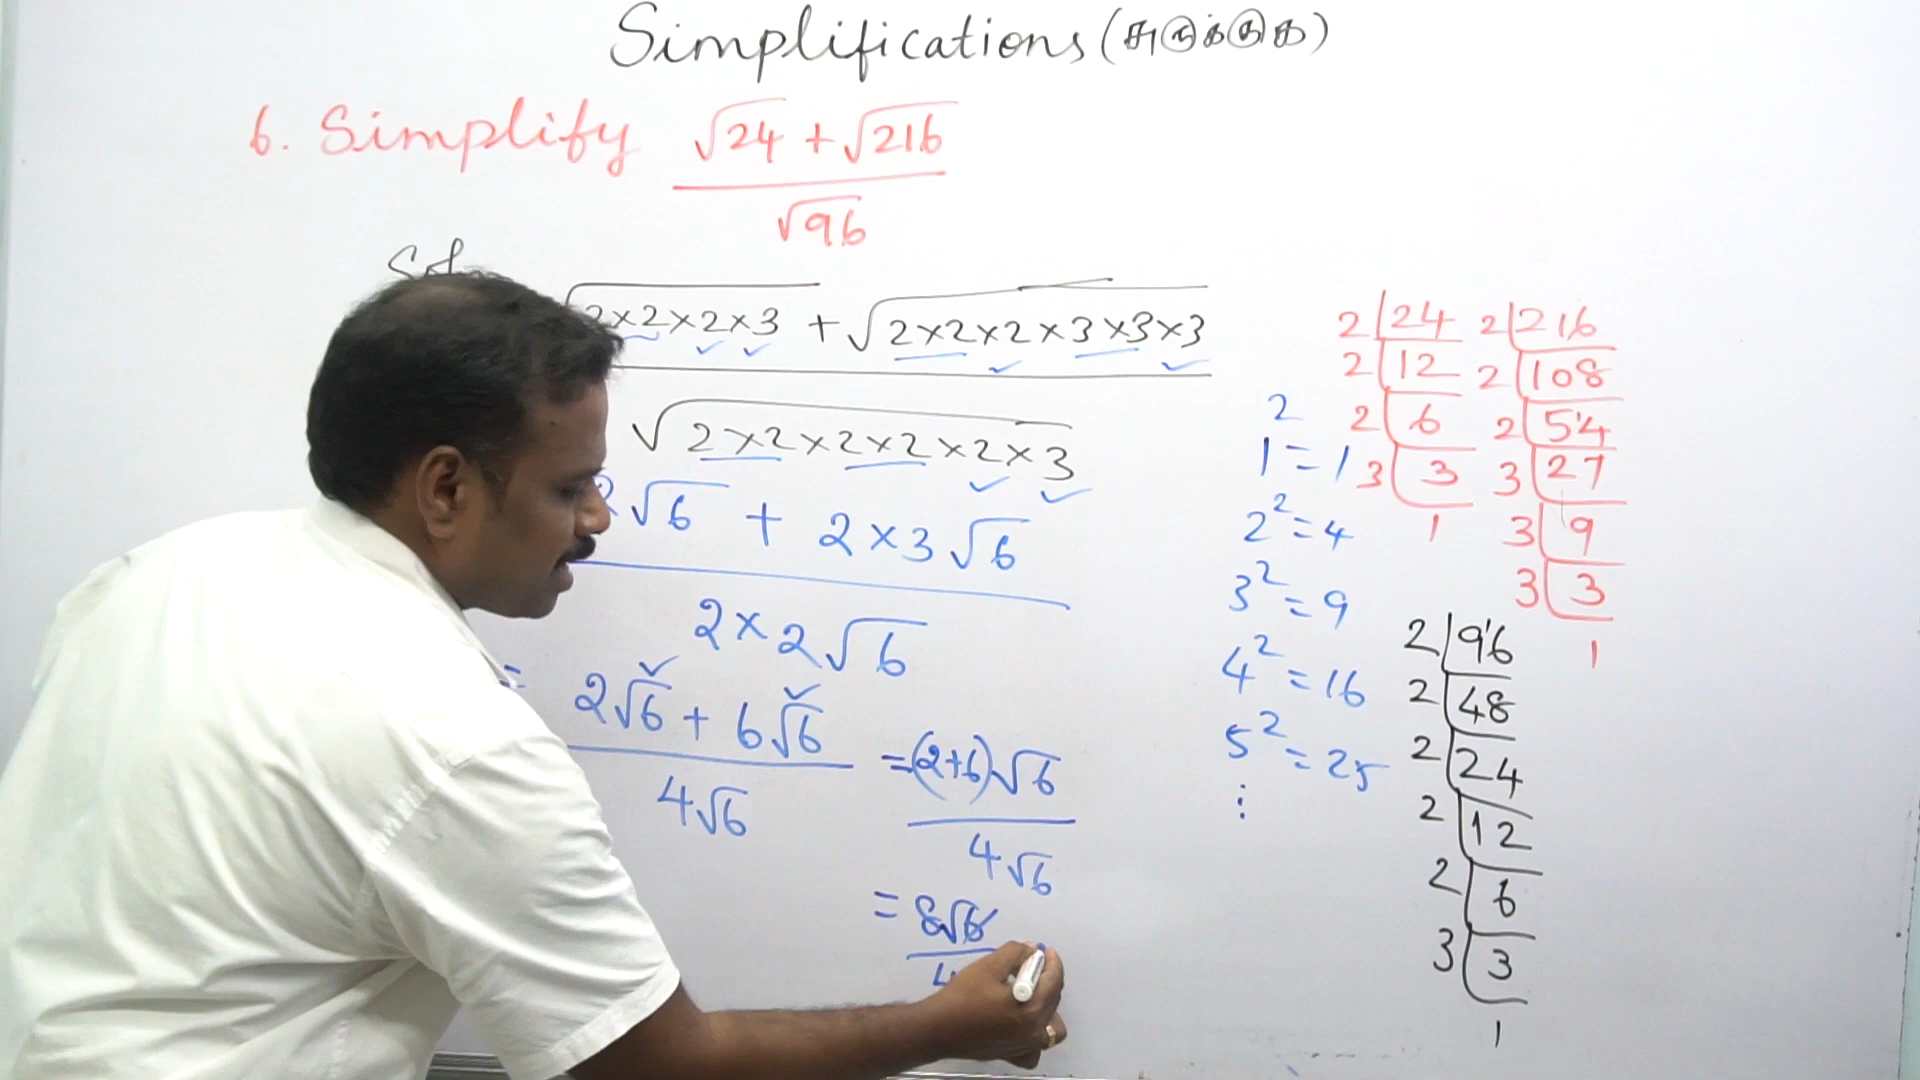 Simplifications (சுருக்குக)
6. Simplify (√24 + √216) / √96
Soln
√(2×2×2×3) + √(2×2×2×3×3×3)
√(2×2×2×2×2×3)
2√6 + 2×3√6
2×2√6
= 2√6 + 6√6
4√6
= (2+6)√6
4√6
= 8√6
4
2
1 = 1
2² = 4
3² = 9
4² = 16
5² = 25
⋮
2 | 24
2 | 12
2 | 6
3 | 3
1
2 | 216
2 | 108
2 | 54
3 | 27
3 | 9
3 | 3
1
2 | 96
2 | 48
2 | 24
2 | 12
2 | 6
3 | 3
1